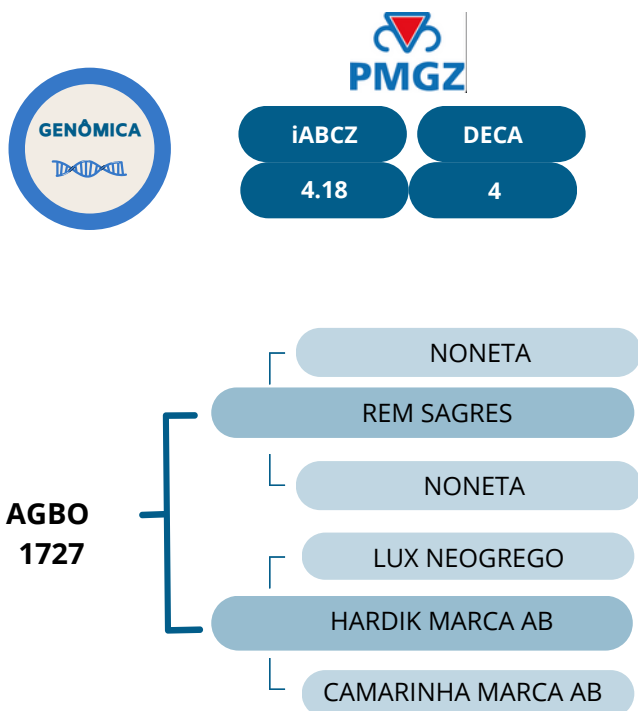 PMGZ
GENÔMICA
iABCZ
DECA
4.18
4
NONETA
REM SAGRES
NONETA
AGBO
1727
LUX NEOGREGO
HARDIK MARCA AB
CAMARINHA MARCA AB